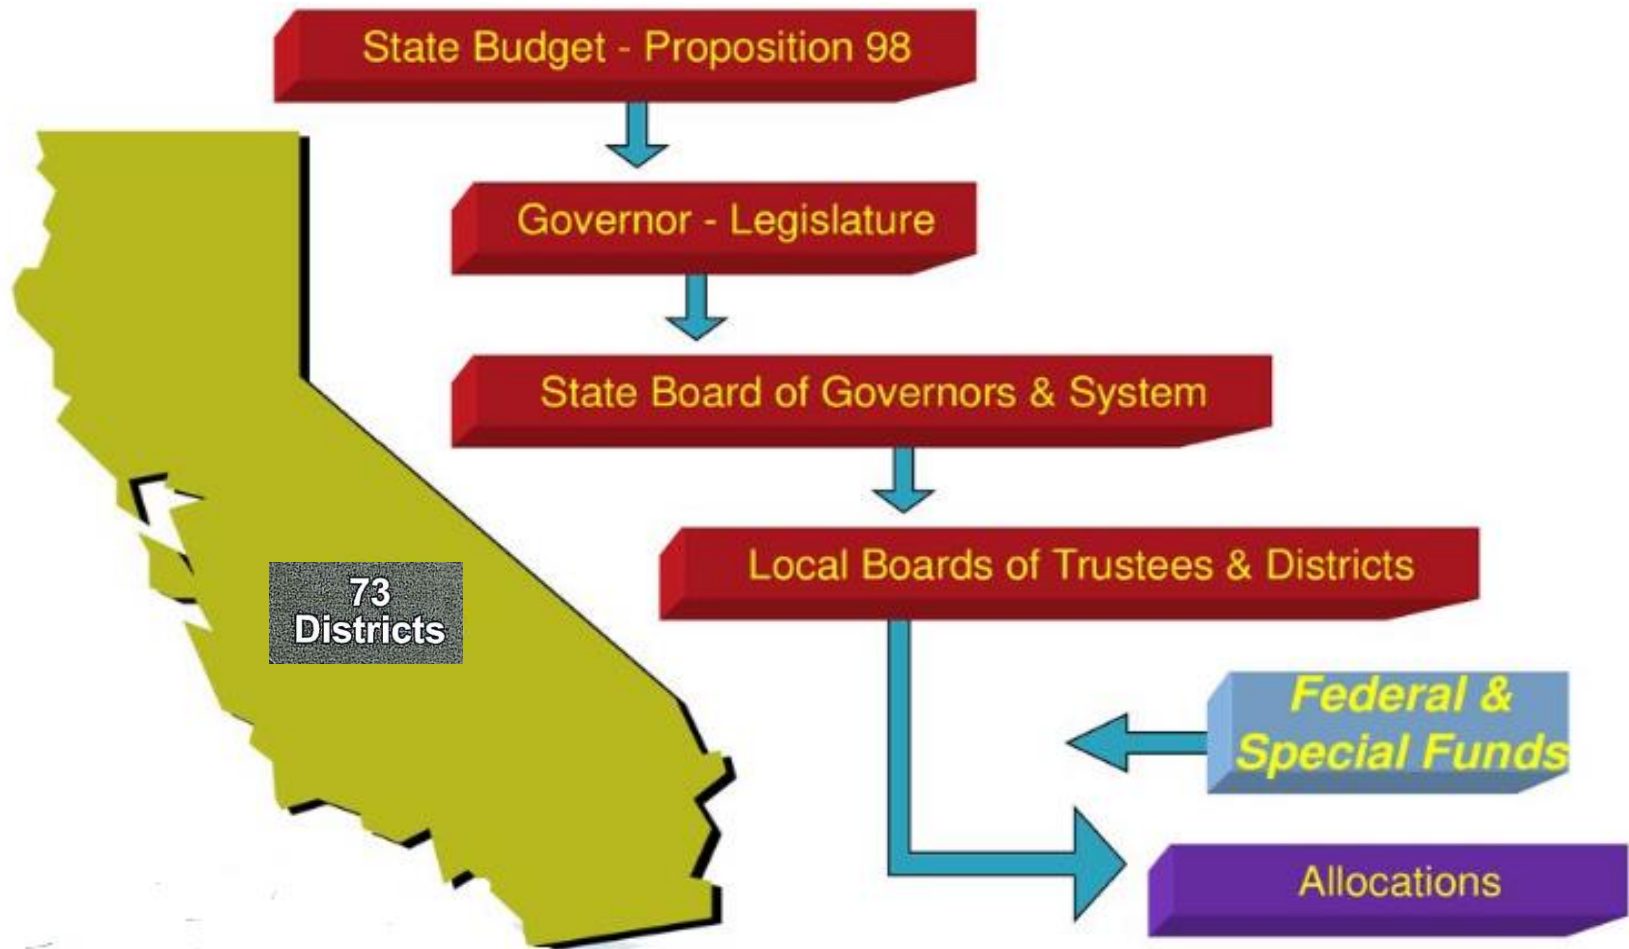 State Budget - Proposition 98
Governor - Legislature
State Board of Governors & System
Local Boards of Trustees & Districts
73
Districts
Federal &
Special Funds
Allocations